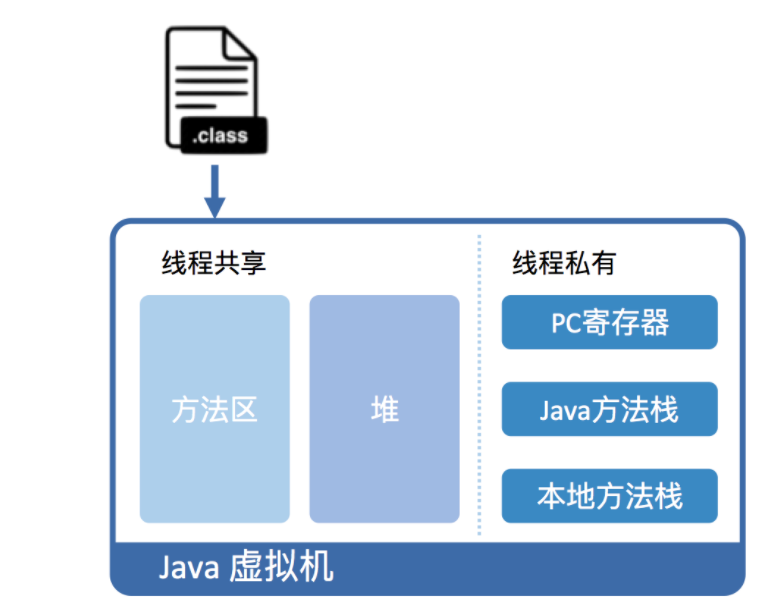 .class
线程共享
线程私有
方法区
堆
PC寄存器
Java方法栈
本地方法栈
Java 虚拟机